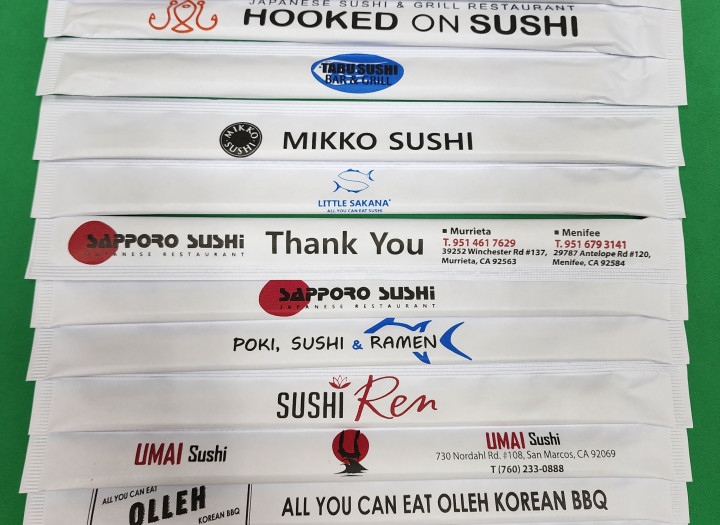 JAPANESE SUSHI & GRILL RESTAURANT
HOOKED ON SUSHI
TABU SUSHI
BAR & GRILL
MIKKO
SUSHI
MIKKO SUSHI
LITTLE SAKANA
ALL YOU CAN EAT SUSHI
SAPPORO SUSHi
JAPANESE RESTAURANT
Thank You
▪ Murrieta
T. 951 461 7629
39252 Winchester Rd #137,
Murrieta, CA 92563
▪ Menifee
T. 951 679 3141
29787 Antelope Rd #120,
Menifee, CA 92584
SAPPORO SUSHi
JAPANESE RESTAURANT
POKI, SUSHI & RAMEN
SUSHI Ren
UMAI Sushi
U
UMAI Sushi
730 Nordahl Rd. #108, San Marcos, CA 92069
T (760) 233-0888
ALL YOU CAN EAT
OLLEH
KOREAN BBQ
ALL YOU CAN EAT OLLEH KOREAN BBQ